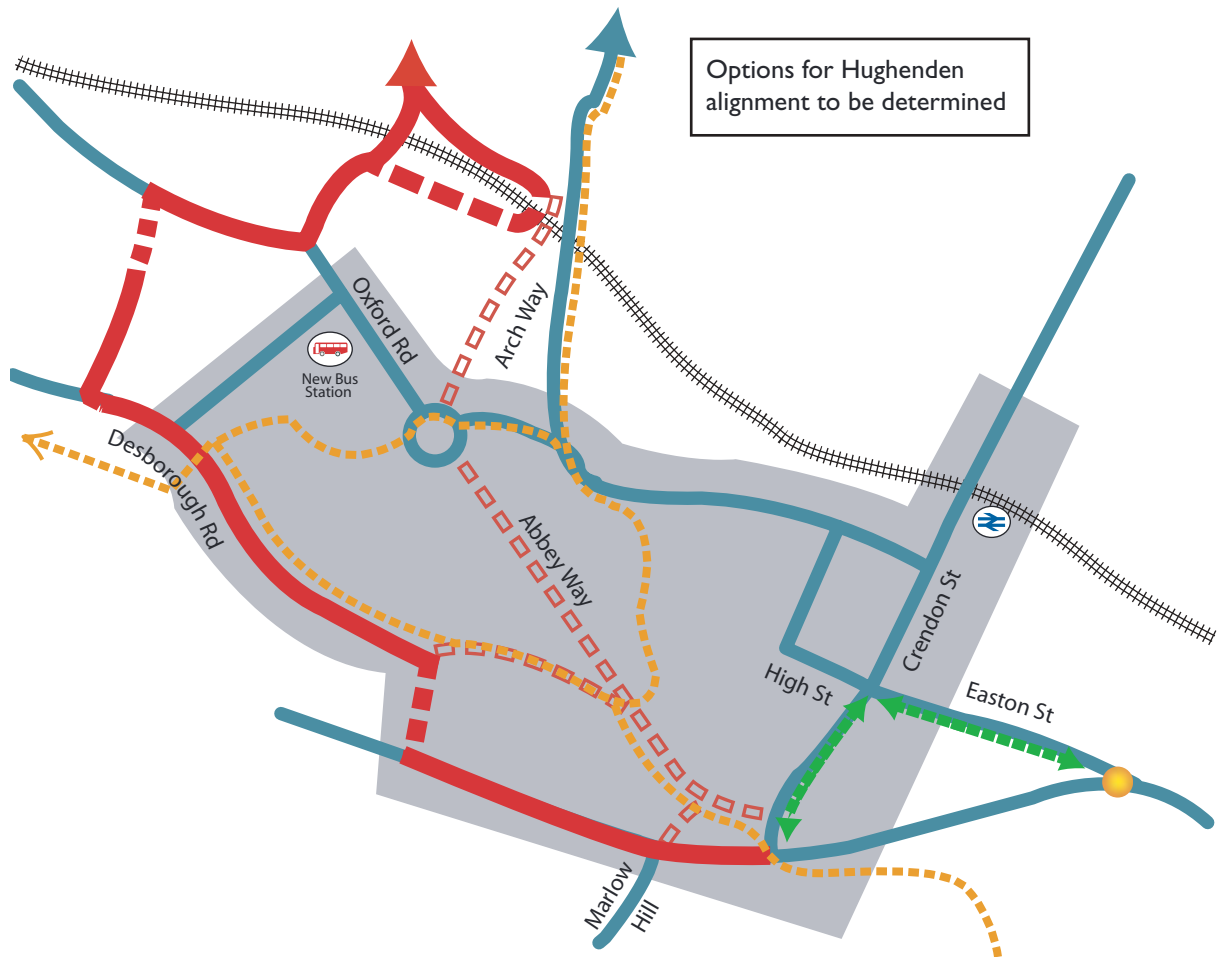 Options for Hughenden
alignment to be determined
Oxford Rd
Arch Way
New Bus
Station
Desborough Rd
Abbey Way
Crendon St
High St
Easton St
Marlow
Hill